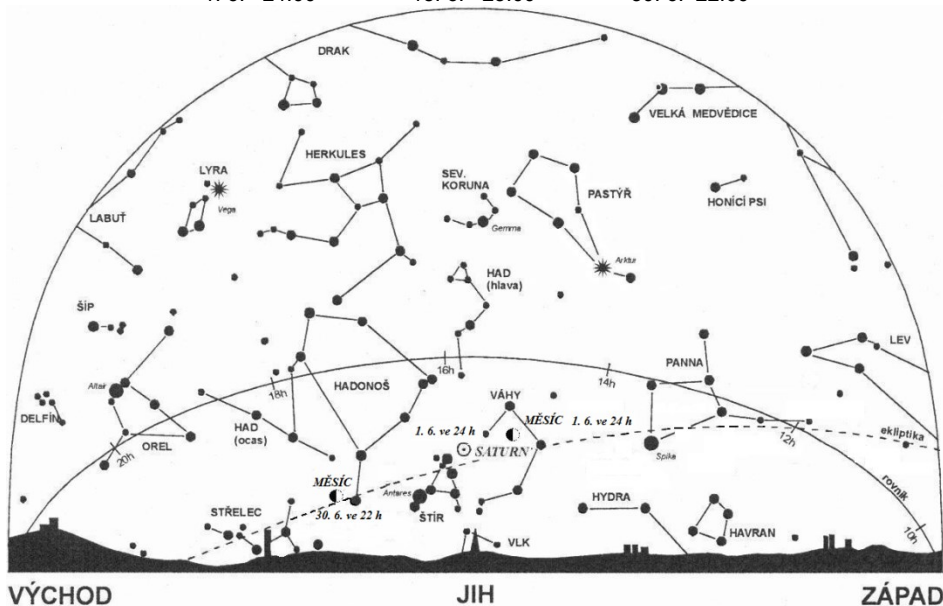 DRAK
VELKÁ MEDVĚDICE
HERKULES
LYRA
Vega
SEV.
KORUNA
Gemma
PASTÝŘ
HONÍCÍ PSI
LABUŤ
Arktur
HAD
(hlava)
ŠÍP
LEV
16h
PANNA
18h
14h
Altair
HADONOŠ
VÁHY
DELFÍN
HAD
(ocas)
OREL
20h
1. 6. ve 24 h
MĚSÍC 1. 6. ve 24 h
12h
ekliptika
SATURN
Spika
rovník
MĚSÍC
30. 6. ve 22 h
Antares
ŠTÍR
HYDRA
HAVRAN
STŘELEC
VLK
10h
VÝCHOD
JIH
ZÁPAD